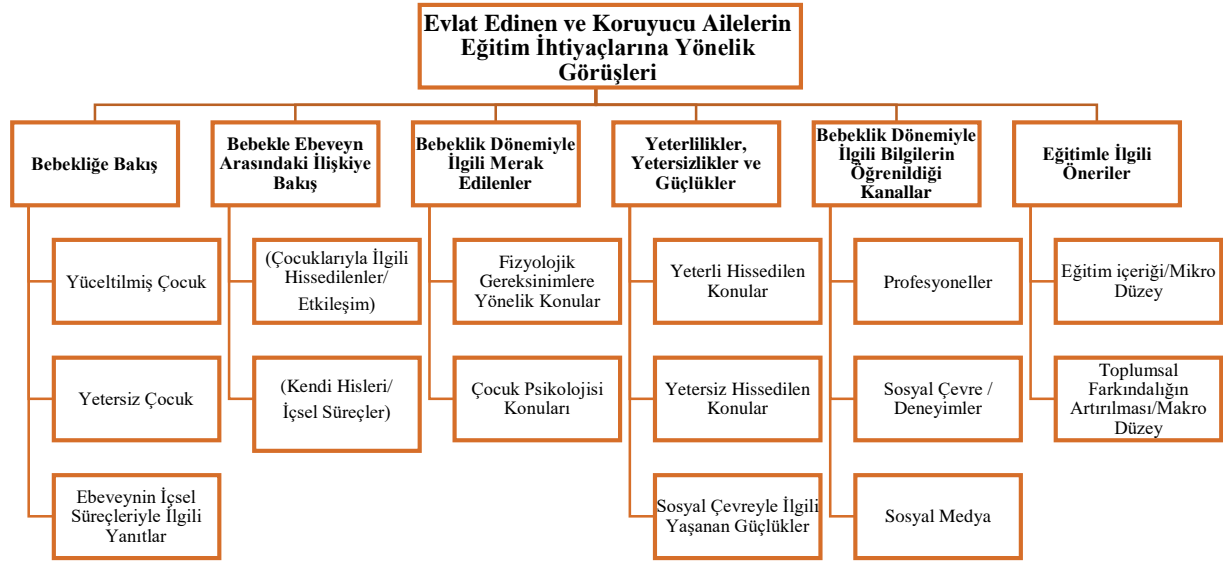 Evlat Edinen ve Koruyucu Ailelerin
Eğitim İhtiyaçlarına Yönelik
Görüşleri
Bebekliğe Bakış
Yüceltilmiş Çocuk
Yetersiz Çocuk
Ebeveynin İçsel
Süreçleriyle İlgili
Yanıtlar
Bebekle Ebeveyn
Arasındaki İlişkiye
Bakış
(Çocuklarıyla İlgili
Hissedilenler/
Etkileşim)
(Kendi Hisleri/
İçsel Süreçler)
Bebeklik Dönemiyle
İlgili Merak
Edilenler
Fizyolojik
Gereksinimlere
Yönelik Konular
Çocuk Psikolojisi
Konuları
Yeterlilikler,
Yetersizlikler ve
Güçlükler
Yeterli Hissedilen
Konular
Yetersiz Hissedilen
Konular
Sosyal Çevreyle İlgili
Yaşanan Güçlükler
Bebeklik Dönemiyle
İlgili Bilgilerin
Öğrenildiği
Kanallar
Profesyoneller
Sosyal Çevre /
Deneyimler
Sosyal Medya
Eğitimle İlgili
Öneriler
Eğitim içeriği/Mikro
Düzey
Toplumsal
Farkındalığın
Artırılması/Makro
Düzey